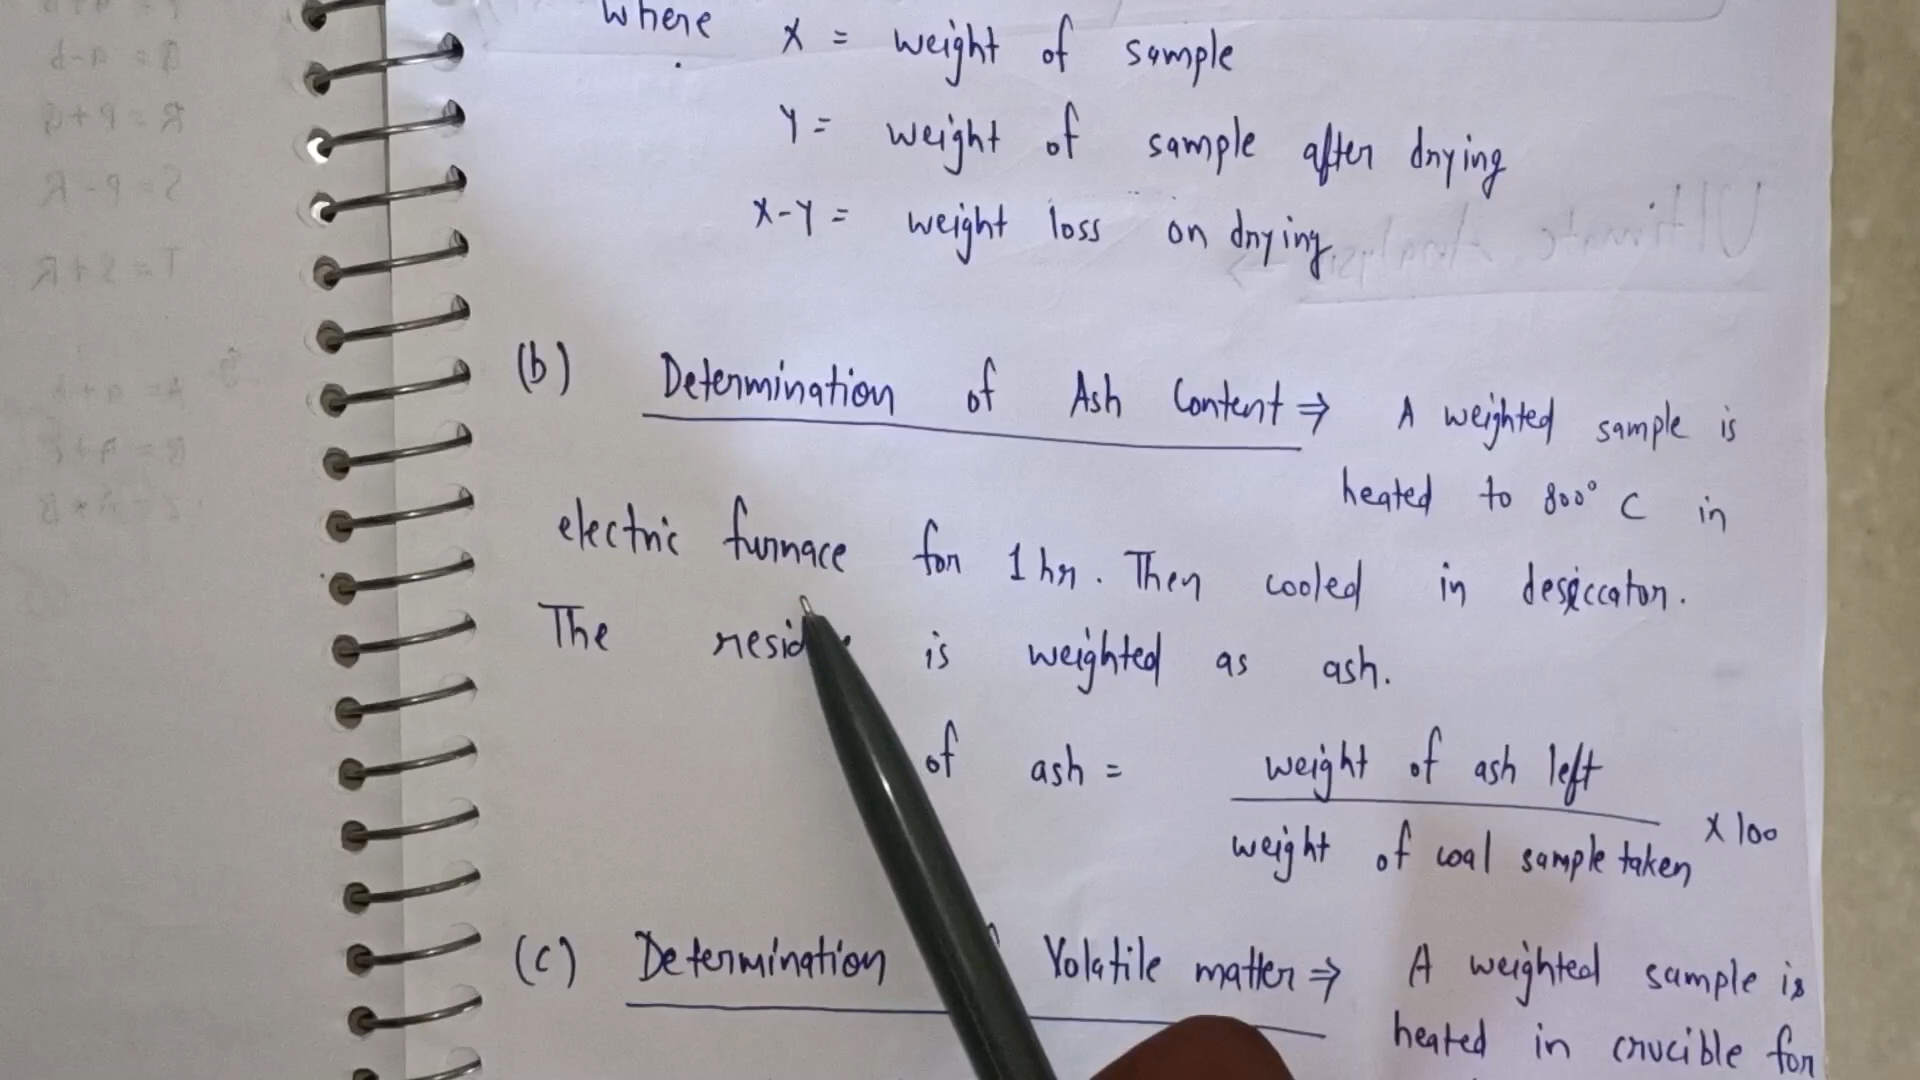 where X = weight of sample
Y = weight of sample after drying
X-Y = weight loss on drying
(b) Determination of Ash Content ⇒ A weighted sample is
heated to 800° C in
electric furnace for 1 hr. Then cooled in desiccator.
The is weighted as ash.
of ash = weight of ash left
weight of coal sample taken
X 100
(c) Determination Volatile matter ⇒ A weighted sample is
heated in crucible for